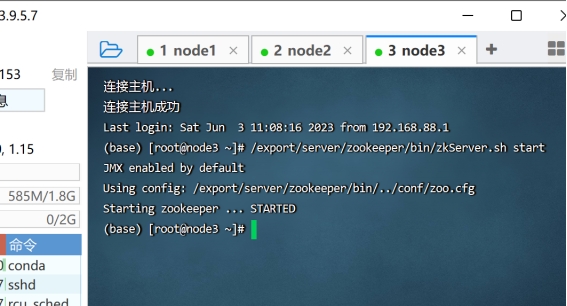 3.9.5.7
1 node1
2 node2
3 node3
153 复制
息
, 1.15
585M/1.8G
0/2G
命令
0 conda
7 sshd
7 rcu_sched
连接主机...
连接主机成功
Last login: Sat Jun  3 11:08:16 2023 from 192.168.88.1
(base) [root@node3 ~]# /export/server/zookeeper/bin/zkServer.sh start
JMX enabled by default
Using config: /export/server/zookeeper/bin/../conf/zoo.cfg
Starting zookeeper ... STARTED
(base) [root@node3 ~]#